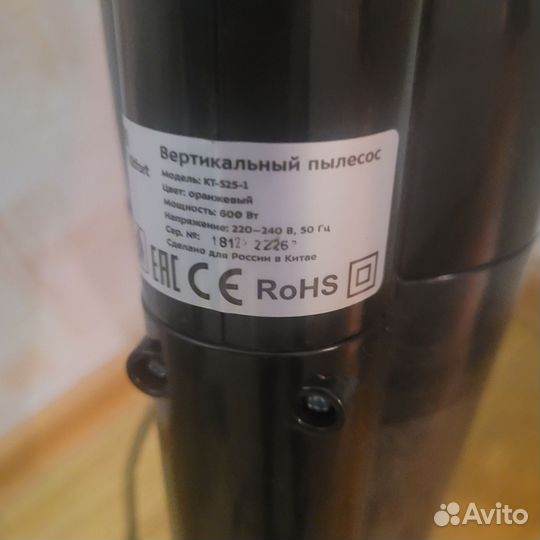 Вертикальный пылесос
Модель: КТ-525-1
Цвет: оранжевый
Мощность: 600 Вт
Напряжение: 220–240 В, 50 Гц
Сер. №:
Сделано для России в Китае
EAC CE RoHS
Avito